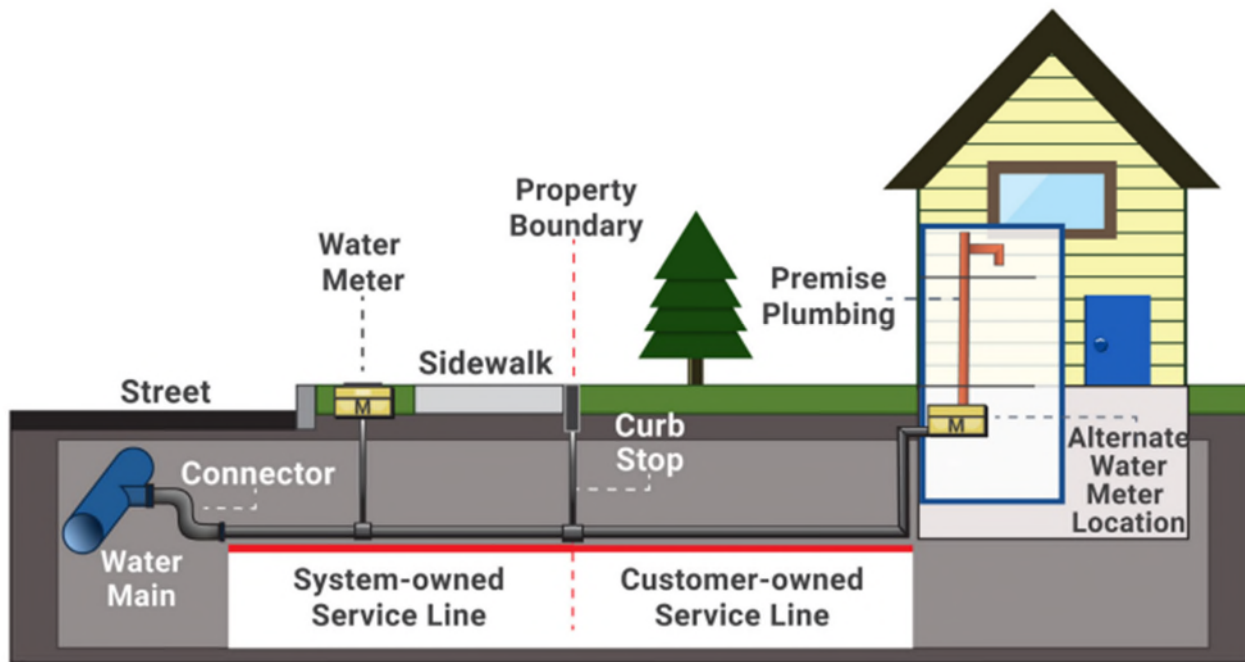 Property
Boundary
Water
Meter
Premise
Plumbing
Sidewalk
Street
M
Curb
Stop
M
Alternate
Water
Meter
Location
Connector
Water
Main
System-owned
Service Line
Customer-owned
Service Line